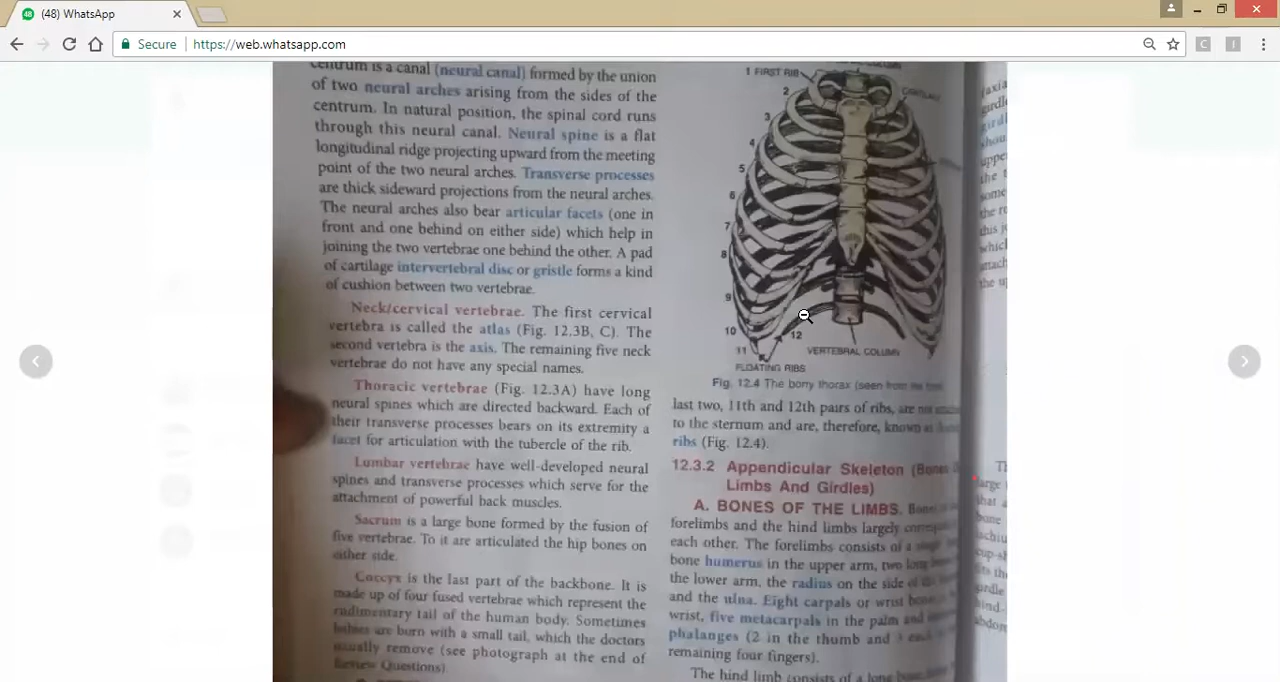 (48) WhatsApp
Secure
https://web.whatsapp.com
C
I
centrum is a canal (neural canal) formed by the union
of two neural arches arising from the sides of the
centrum. In natural position, the spinal cord runs
through this neural canal. Neural spine is a flat
longitudinal ridge projecting upward from the meeting
point of the two neural arches. Transverse processes
are thick sideward projections from the neural arches.
The neural arches also bear articular facets (one in
front and one behind on either side) which help in
joining the two vertebrae one behind the other. A pad
of cartilage intervertebral disc or gristle forms a kind
of cushion between two vertebrae.
Neck/cervical vertebrae. The first cervical
vertebra is called the atlas (Fig. 12.3B, C). The
second vertebra is the axis. The remaining five neck
vertebrae do not have any special names.
Thoracic vertebrae (Fig. 12.3A) have long
neural spines which are directed backward. Each of
their transverse processes bears on its extremity a
facet for articulation with the tubercle of the rib.
Lumbar vertebrae have well-developed neural
spines and transverse processes which serve for the
attachment of powerful back muscles.
Sacrum is a large bone formed by the fusion of
five vertebrae. To it are articulated the hip bones on
either side.
Coccyx is the last part of the backbone. It is
made up of four fused vertebrae which represent the
rudimentary tail of the human body. Sometimes
babies are born with a small tail, which the doctors
usually remove (see photograph at the end of
Review Questions)
1 FIRST RIB
2
3
4
5
6
7
8
9
10
11
12
VERTEBRAL COLUMN
FLOATING RIBS
Fig. 12.4 The bony thorax (seen from the
last two, 11th and 12th pairs of ribs, are not
to the sternum and are, therefore, known as
ribs (Fig. 12.4).
12.3.2 Appendicular Skeleton (Bones
Limbs And Girdles)
A. BONES OF THE LIMBS.
forelimbs and the hind limbs largely
each other. The forelimbs consists of a
bone humerus in the upper arm, two
the lower arm, the radius on the side
and the ulna. Eight carpals or wrist
wrist, five metacarpals in the palm and
phalanges (2 in the thumb and 3
remaining four fingers).
The hind limb consists of a long